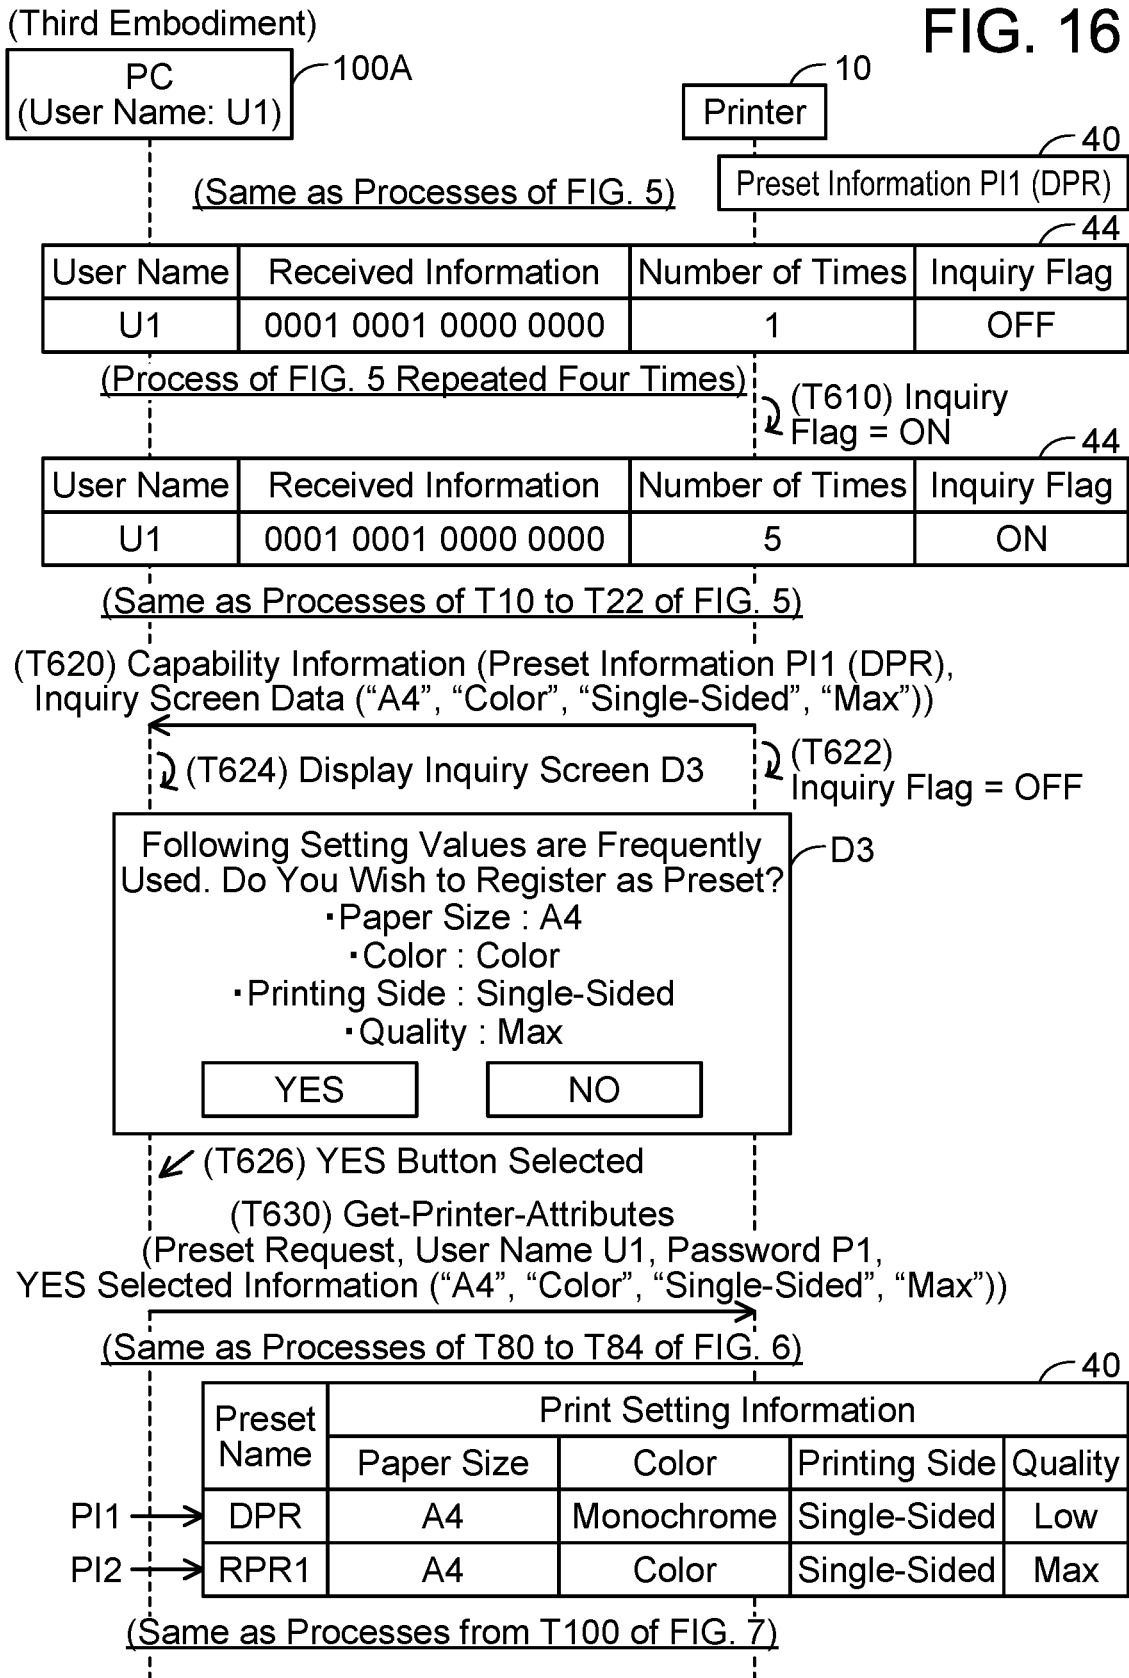 (Third Embodiment)
FIG. 16
PC
(User Name: U1)
100A
10
Printer
40
Preset Information PI1 (DPR)
(Same as Processes of FIG. 5)
44
User Name Received Information Number of Times Inquiry Flag
U1 0001 0001 0000 0000 1 OFF
(Process of FIG. 5 Repeated Four Times)
(T610) Inquiry
Flag = ON
44
User Name Received Information Number of Times Inquiry Flag
U1 0001 0001 0000 0000 5 ON
(Same as Processes of T10 to T22 of FIG. 5)
(T620) Capability Information (Preset Information PI1 (DPR),
Inquiry Screen Data (“A4”, “Color”, “Single-Sided”, “Max”))
(T624) Display Inquiry Screen D3
(T622)
Inquiry Flag = OFF
D3
Following Setting Values are Frequently
Used. Do You Wish to Register as Preset?
·Paper Size : A4
·Color : Color
·Printing Side : Single-Sided
·Quality : Max
YES NO
(T626) YES Button Selected
(T630) Get-Printer-Attributes
(Preset Request, User Name U1, Password P1,
YES Selected Information (“A4”, “Color”, “Single-Sided”, “Max”))
(Same as Processes of T80 to T84 of FIG. 6)
40
Preset
Name
Print Setting Information
Paper Size Color Printing Side Quality
PI1 DPR A4 Monochrome Single-Sided Low
PI2 RPR1 A4 Color Single-Sided Max
(Same as Processes from T100 of FIG. 7)